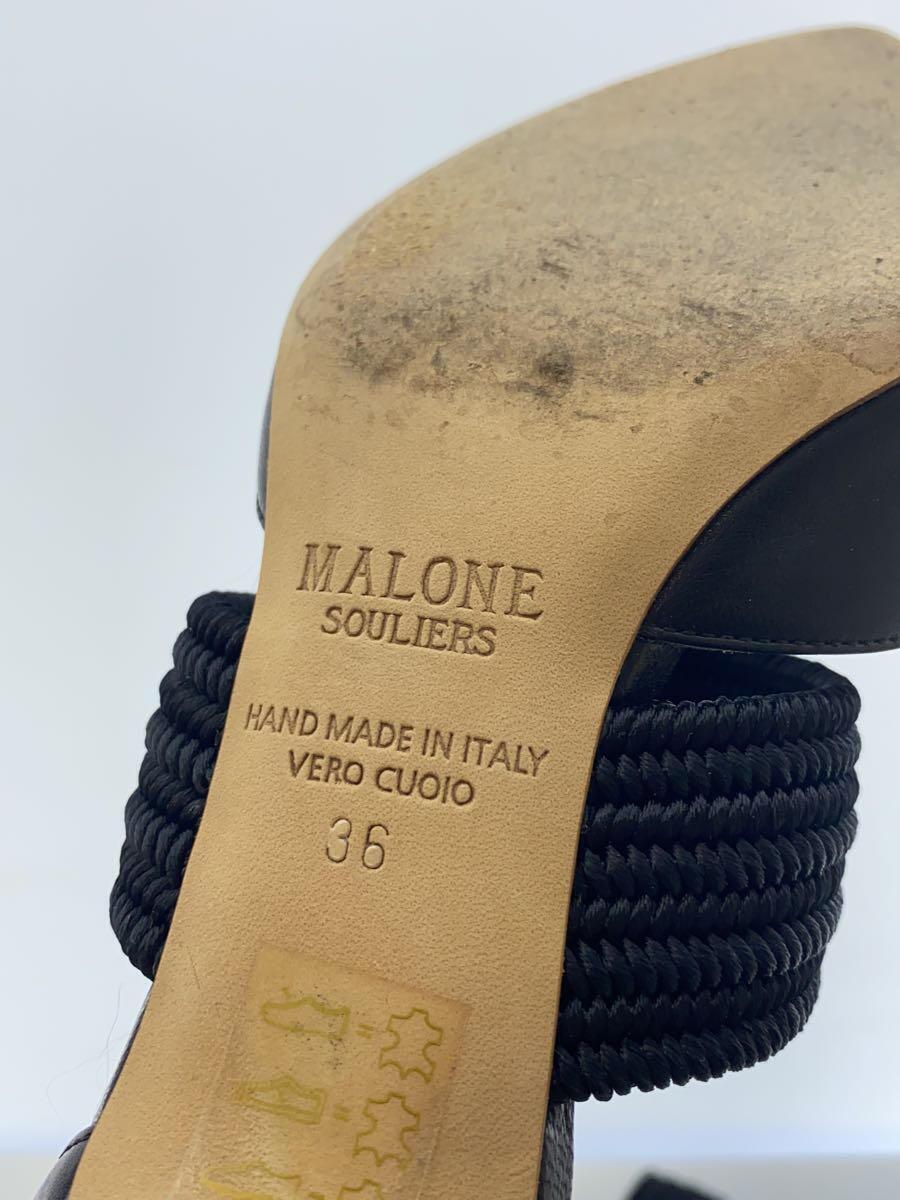 MALONE
SOULIERS
HAND MADE IN ITALY
VERO CUOIO
36